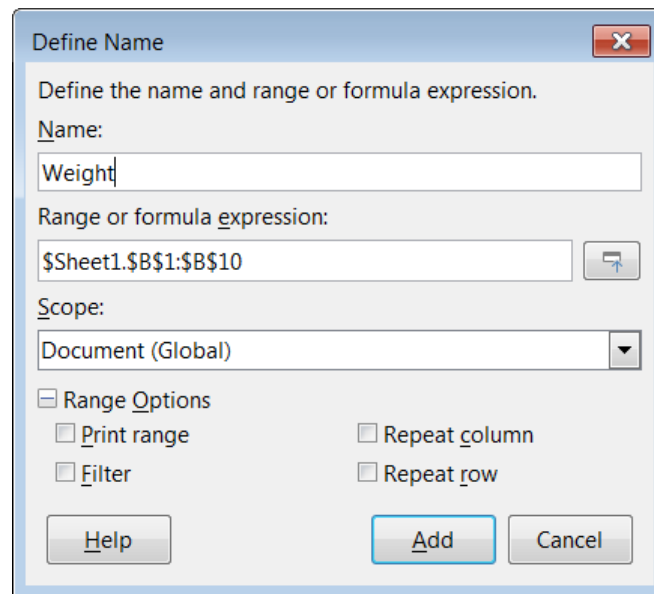 Define Name
Define the name and range or formula expression.
Name:
Weight
Range or formula expression:
$Sheet1.$B$1:$B$10
Scope:
Document (Global)
Range Options
Print range Repeat column
Filter Repeat row
Help Add Cancel